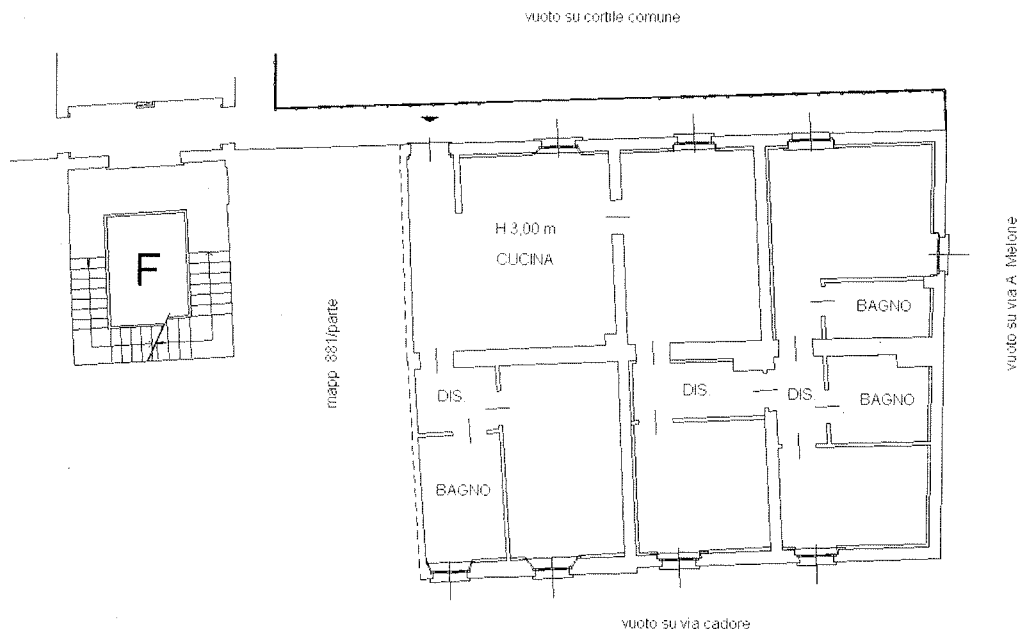 vuoto su cortile comune
H 3,00 m
CUCINA
F
BAGNO
vuoto su via A. Melone
mapp 881/parte
DIS.
DIS.
DIS.
BAGNO
BAGNO
vuoto su via cadore